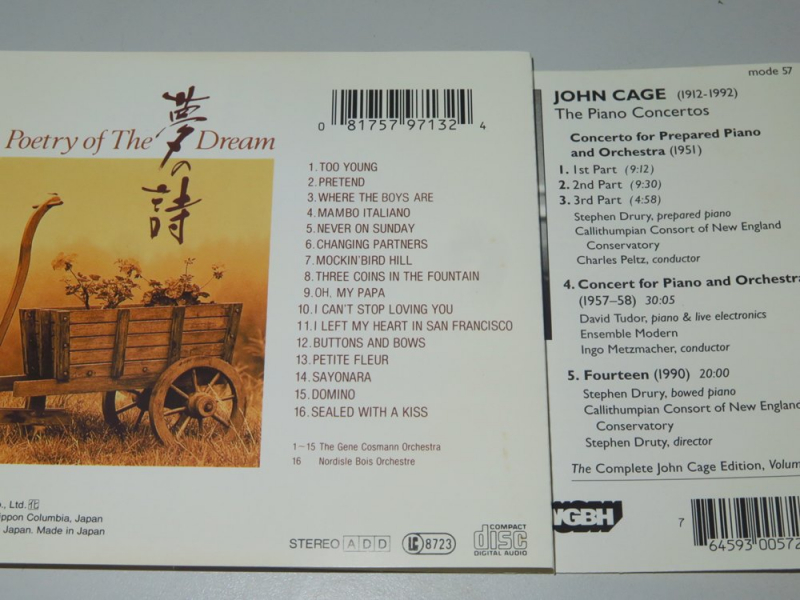 Poetry of The Dream
夢の詩
0 81757 97132 4
1. TOO YOUNG
2. PRETEND
3. WHERE THE BOYS ARE
4. MAMBO ITALIANO
5. NEVER ON SUNDAY
6. CHANGING PARTNERS
7. MOCKIN'BIRD HILL
8. THREE COINS IN THE FOUNTAIN
9. OH, MY PAPA
10. I CAN'T STOP LOVING YOU
11. I LEFT MY HEART IN SAN FRANCISCO
12. BUTTONS AND BOWS
13. PETITE FLEUR
14. SAYONARA
15. DOMINO
16. SEALED WITH A KISS
1～15 The Gene Cosmann Orchestra
16 Nordisle Bois Orchestre
., Ltd.
ippon Columbia, Japan
Japan. Made in Japan
STEREO A D D LC 8723 COMPACT disc DIGITAL AUDIO
mode 57
JOHN CAGE (1912-1992)
The Piano Concertos
Concerto for Prepared Piano
and Orchestra (1951)
1. 1st Part (9:12)
2. 2nd Part (9:30)
3. 3rd Part (4:58)
Stephen Drury, prepared piano
Callithumpian Consort of New England
Conservatory
Charles Peltz, conductor
4. Concert for Piano and Orchestra
(1957–58) 30:05
David Tudor, piano & live electronics
Ensemble Modern
Ingo Metzmacher, conductor
5. Fourteen (1990) 20:00
Stephen Drury, bowed piano
Callithumpian Consort of New England
Conservatory
Stephen Druty, director
The Complete John Cage Edition, Volum
WGBH
7 64593 00572